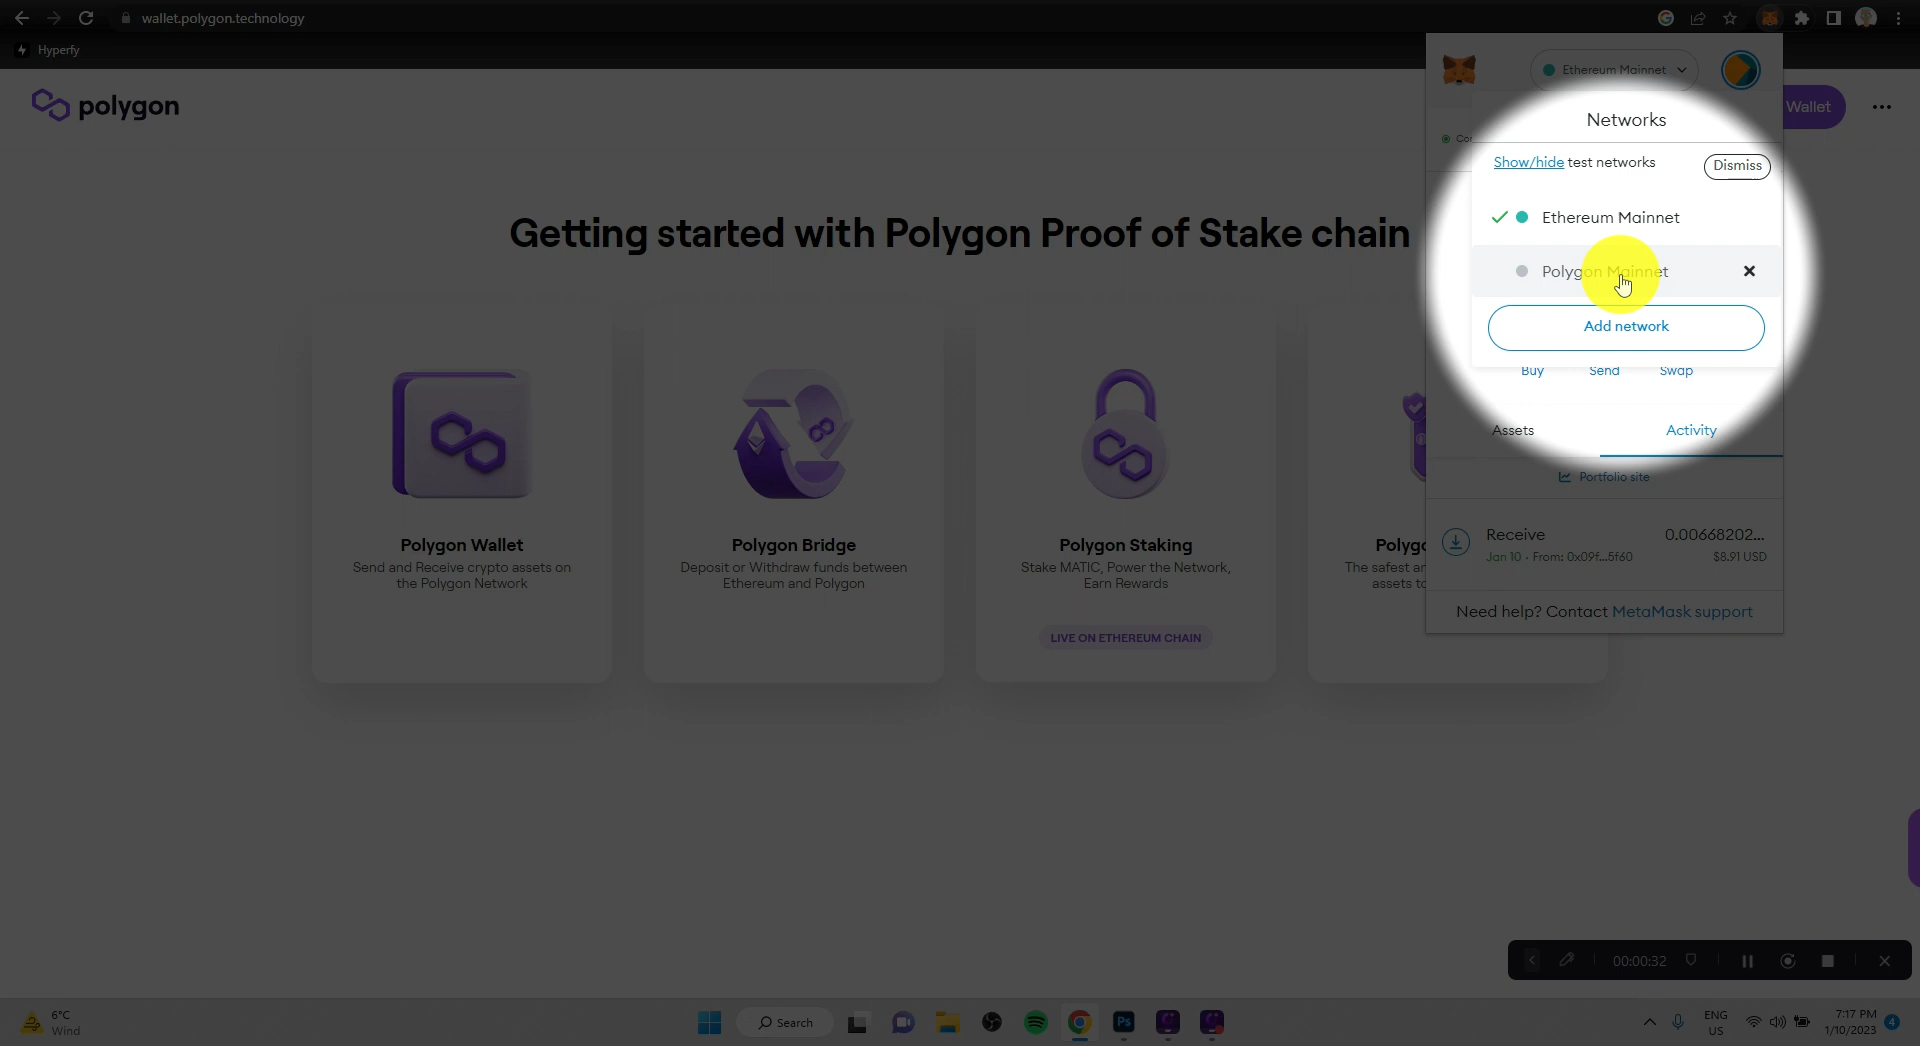 wallet.polygon.technology
Hyperfy
polygon
Ethereum Mainnet
Wallet
Networks
Show/hide test networks
Dismiss
Ethereum Mainnet
Polygon Mainnet
Add network
Buy
Send
Swap
Assets
Activity
Portfolio site
Receive
0.00668202...
Jan 10 · From: 0x09f...5f60
$8.91 USD
Need help? Contact MetaMask support
Getting started with Polygon Proof of Stake chain
Polygon Wallet
Send and Receive crypto assets on
the Polygon Network
Polygon Bridge
Deposit or Withdraw funds between
Ethereum and Polygon
Polygon Staking
Stake MATIC, Power the Network,
Earn Rewards
LIVE ON ETHEREUM CHAIN
The safest
assets
00:00:32
6°C
Wind
Search
Ps
ENG
US
7:17 PM
1/10/2023
4